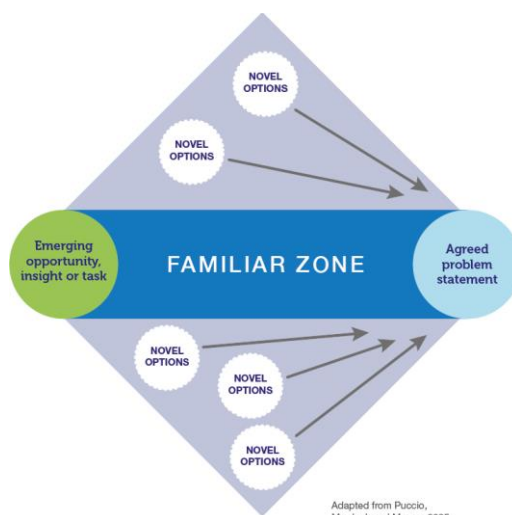 NOVEL
OPTIONS
NOVEL
OPTIONS
Emerging
opportunity,
insight or task
FAMILIAR ZONE
Agreed
problem
statement
NOVEL
OPTIONS
NOVEL
OPTIONS
NOVEL
OPTIONS
Adapted from Puccio,